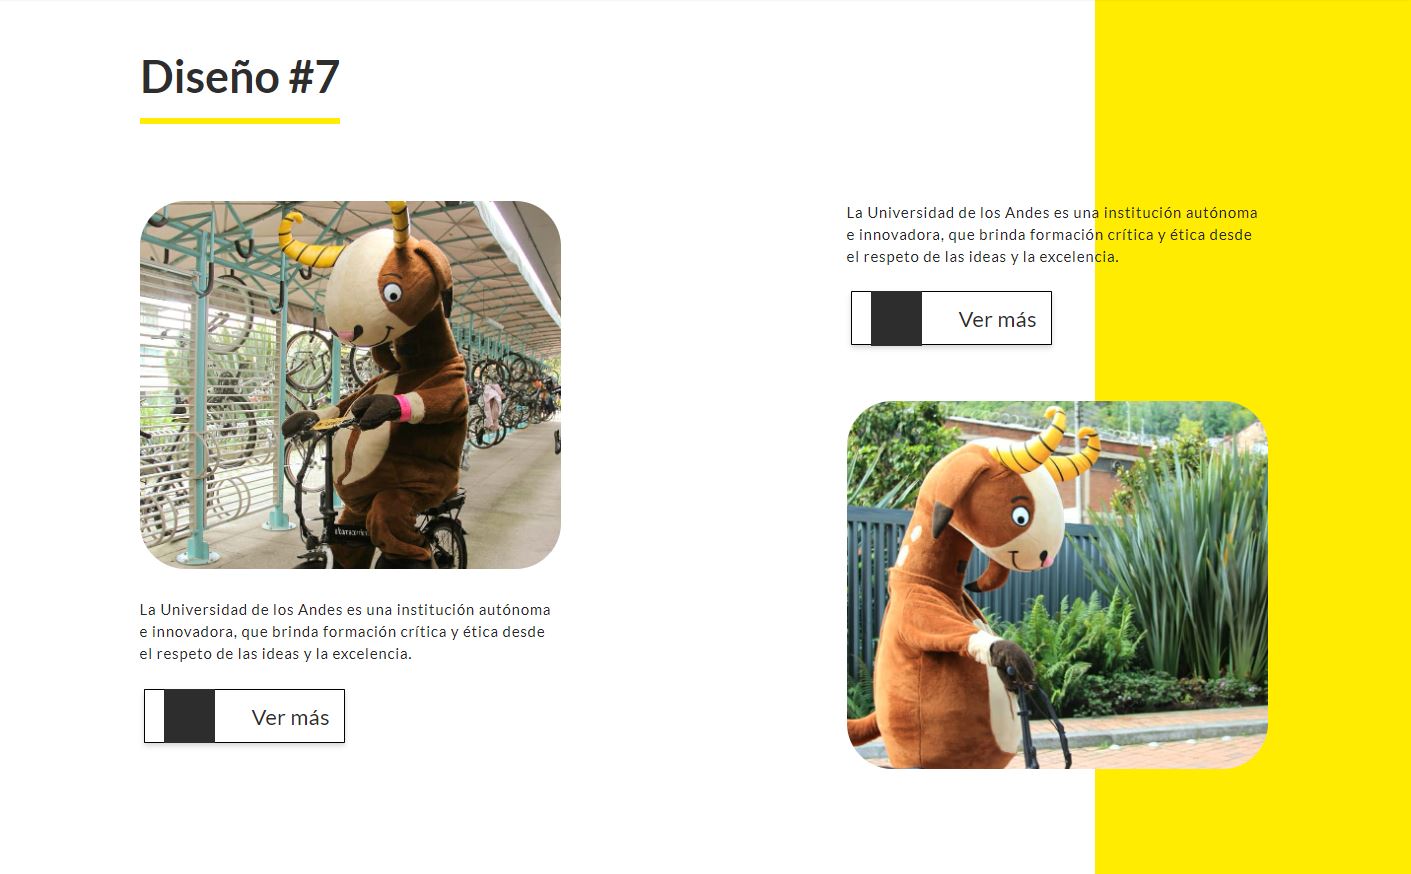 Diseño #7
La Universidad de los Andes es una institución autónoma
e innovadora, que brinda formación crítica y ética desde
el respeto de las ideas y la excelencia.
Ver más
La Universidad de los Andes es una institución autónoma
e innovadora, que brinda formación crítica y ética desde
el respeto de las ideas y la excelencia.
Ver más